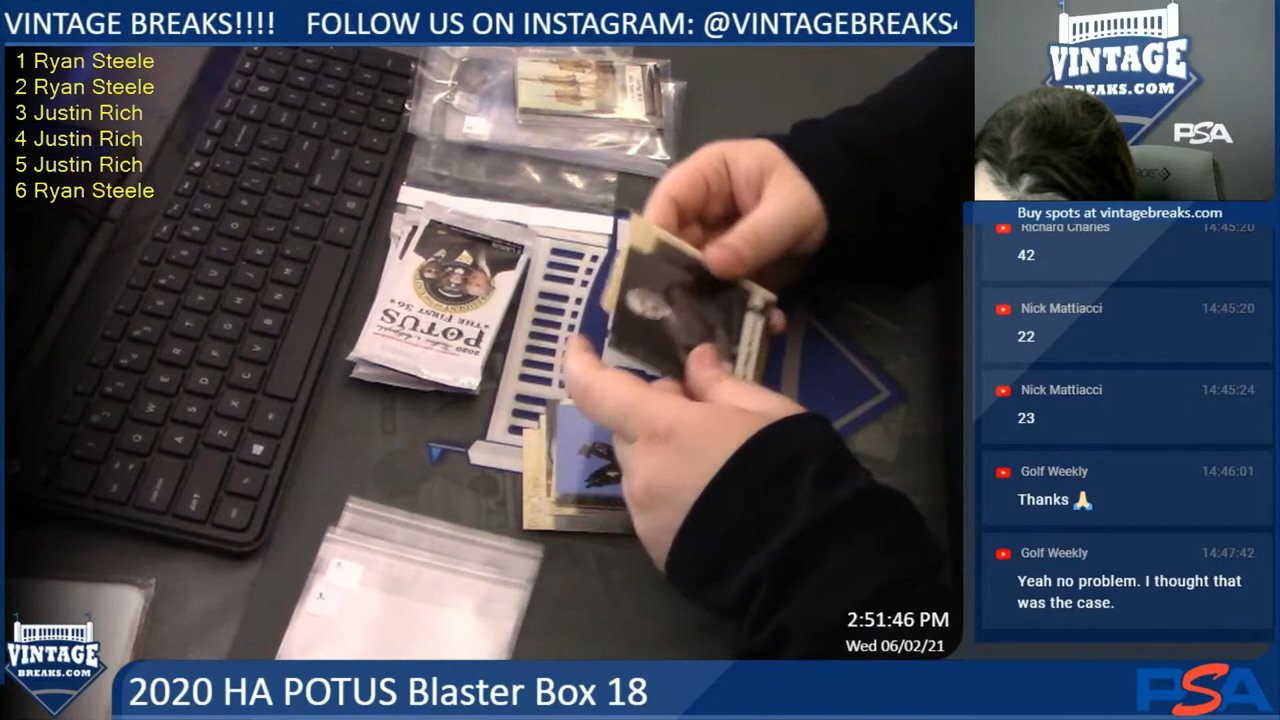 VINTAGE BREAKS!!!! FOLLOW US ON INSTAGRAM: @VINTAGEBREAKS
1 Ryan Steele
2 Ryan Steele
3 Justin Rich
4 Justin Rich
5 Justin Rich
6 Ryan Steele
VINTAGE
BREAKS.COM
PSA
Buy spots at vintagebreaks.com
Richard Charles 14:45:20
42
Nick Mattiacci 14:45:20
22
Nick Mattiacci 14:45:24
23
Golf Weekly 14:46:01
Thanks 🙏🏻
Golf Weekly 14:47:42
Yeah no problem. I thought that
was the case.
2020
POTUS
THE FIRST 36
3.
2:51:46 PM
Wed 06/02/21
VINTAGE
BREAKS.COM
2020 HA POTUS Blaster Box 18
PSA